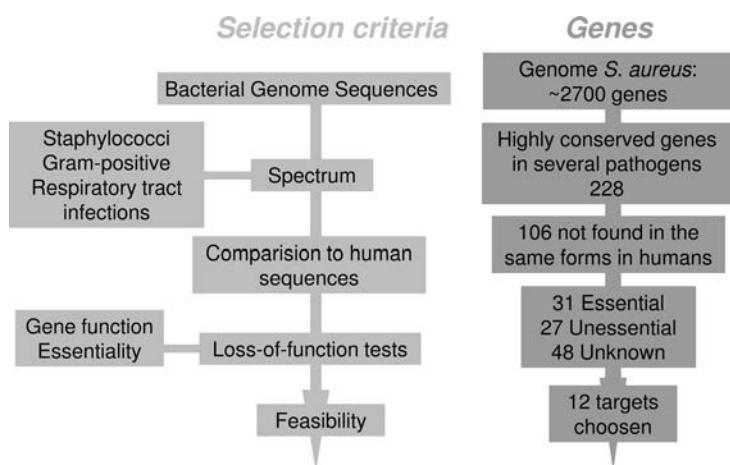 Selection criteria
Bacterial Genome Sequences
Staphylococci
Gram-positive
Respiratory tract
infections
Spectrum
Comparision to human
sequences
Gene function
Essentiality
Loss-of-function tests
Feasibility
Genes
Genome S. aureus:
~2700 genes
Highly conserved genes
in several pathogens
228
106 not found in the
same forms in humans
31 Essential
27 Unessential
48 Unknown
12 targets
choosen